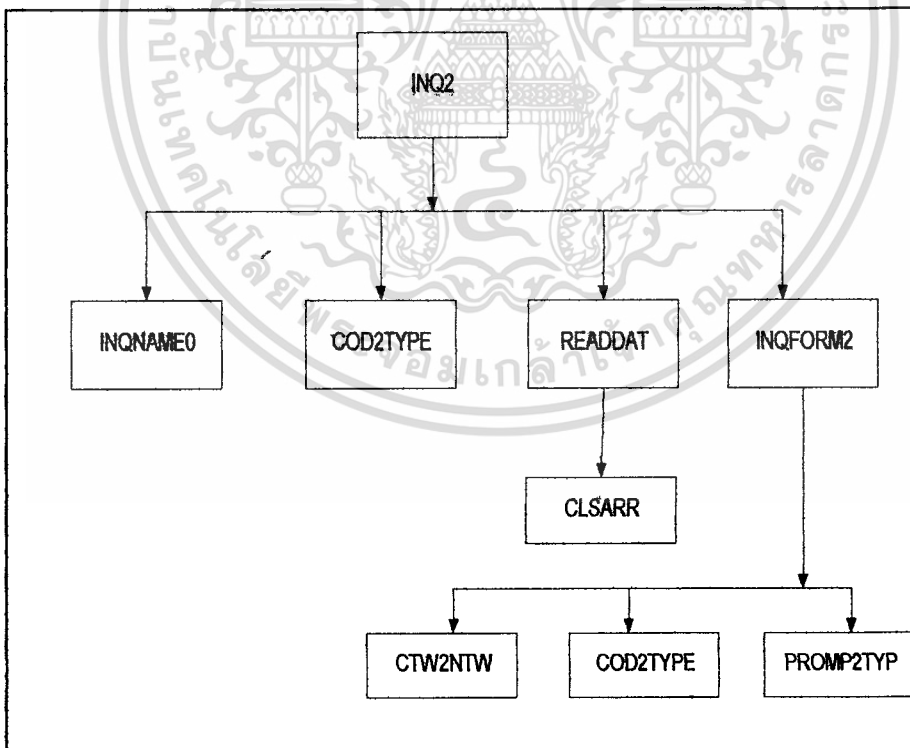 INQ2
INQNAME0
COD2TYPE
READDAT
INQFORM2
CLSARR
CTW2NTW
COD2TYPE
PROMP2TYP